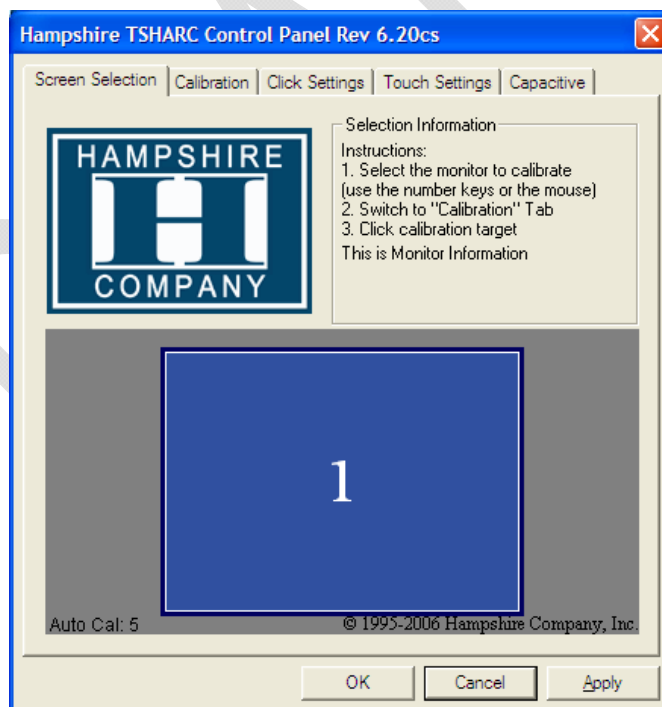 Hampshire TSHARC Control Panel Rev 6.20cs
Screen Selection Calibration Click Settings Touch Settings Capacitive
HAMPSHIRE
COMPANY
Selection Information
Instructions:
1. Select the monitor to calibrate
(use the number keys or the mouse)
2. Switch to "Calibration" Tab
3. Click calibration target
This is Monitor Information
1
Auto Cal: 5
© 1995-2006 Hampshire Company, Inc.
OK Cancel Apply